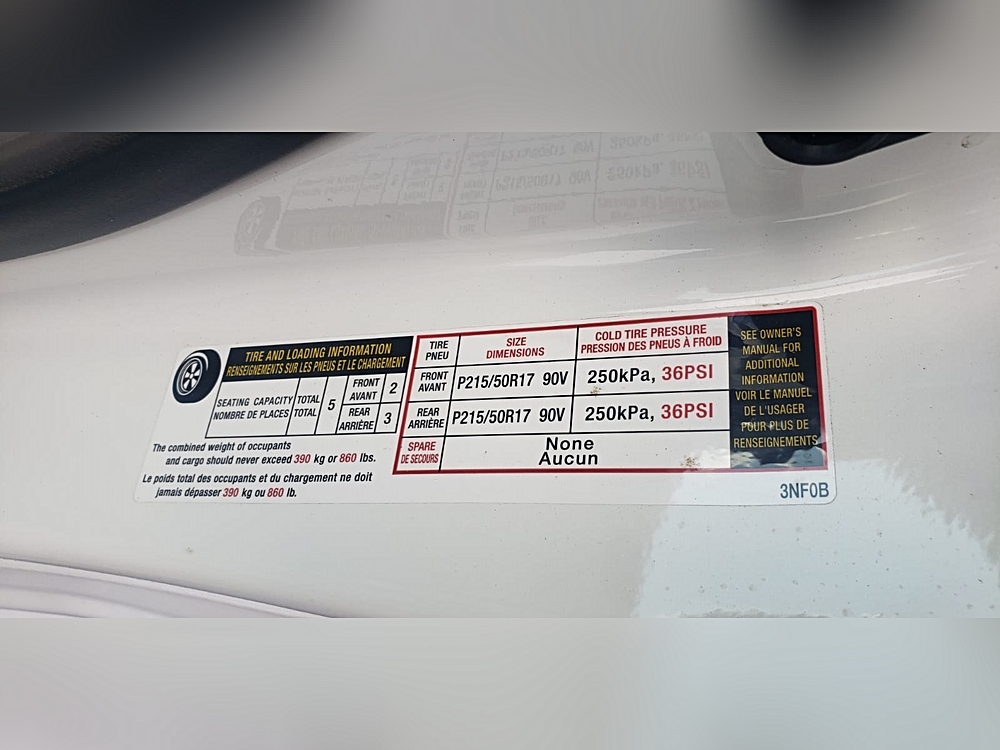 TIRE AND LOADING INFORMATION
RENSEIGNEMENTS SUR LES PNEUS ET LE CHARGEMENT
SEATING CAPACITY
NOMBRE DE PLACES
TOTAL
TOTAL
5
FRONT
AVANT
2
REAR
ARRIÈRE
3
The combined weight of occupants
and cargo should never exceed 390 kg or 860 lbs.
Le poids total des occupants et du chargement ne doit
jamais dépasser 390 kg ou 860 lb.
TIRE
PNEU
SIZE
DIMENSIONS
COLD TIRE PRESSURE
PRESSION DES PNEUS À FROID
FRONT
AVANT
P215/50R17 90V
250kPa, 36PSI
REAR
ARRIÈRE
P215/50R17 90V
250kPa, 36PSI
SPARE
DE SECOURS
None
Aucun
SEE OWNER'S
MANUAL FOR
ADDITIONAL
INFORMATION
VOIR LE MANUEL
DE L'USAGER
POUR PLUS DE
RENSEIGNEMENTS
3NF0B